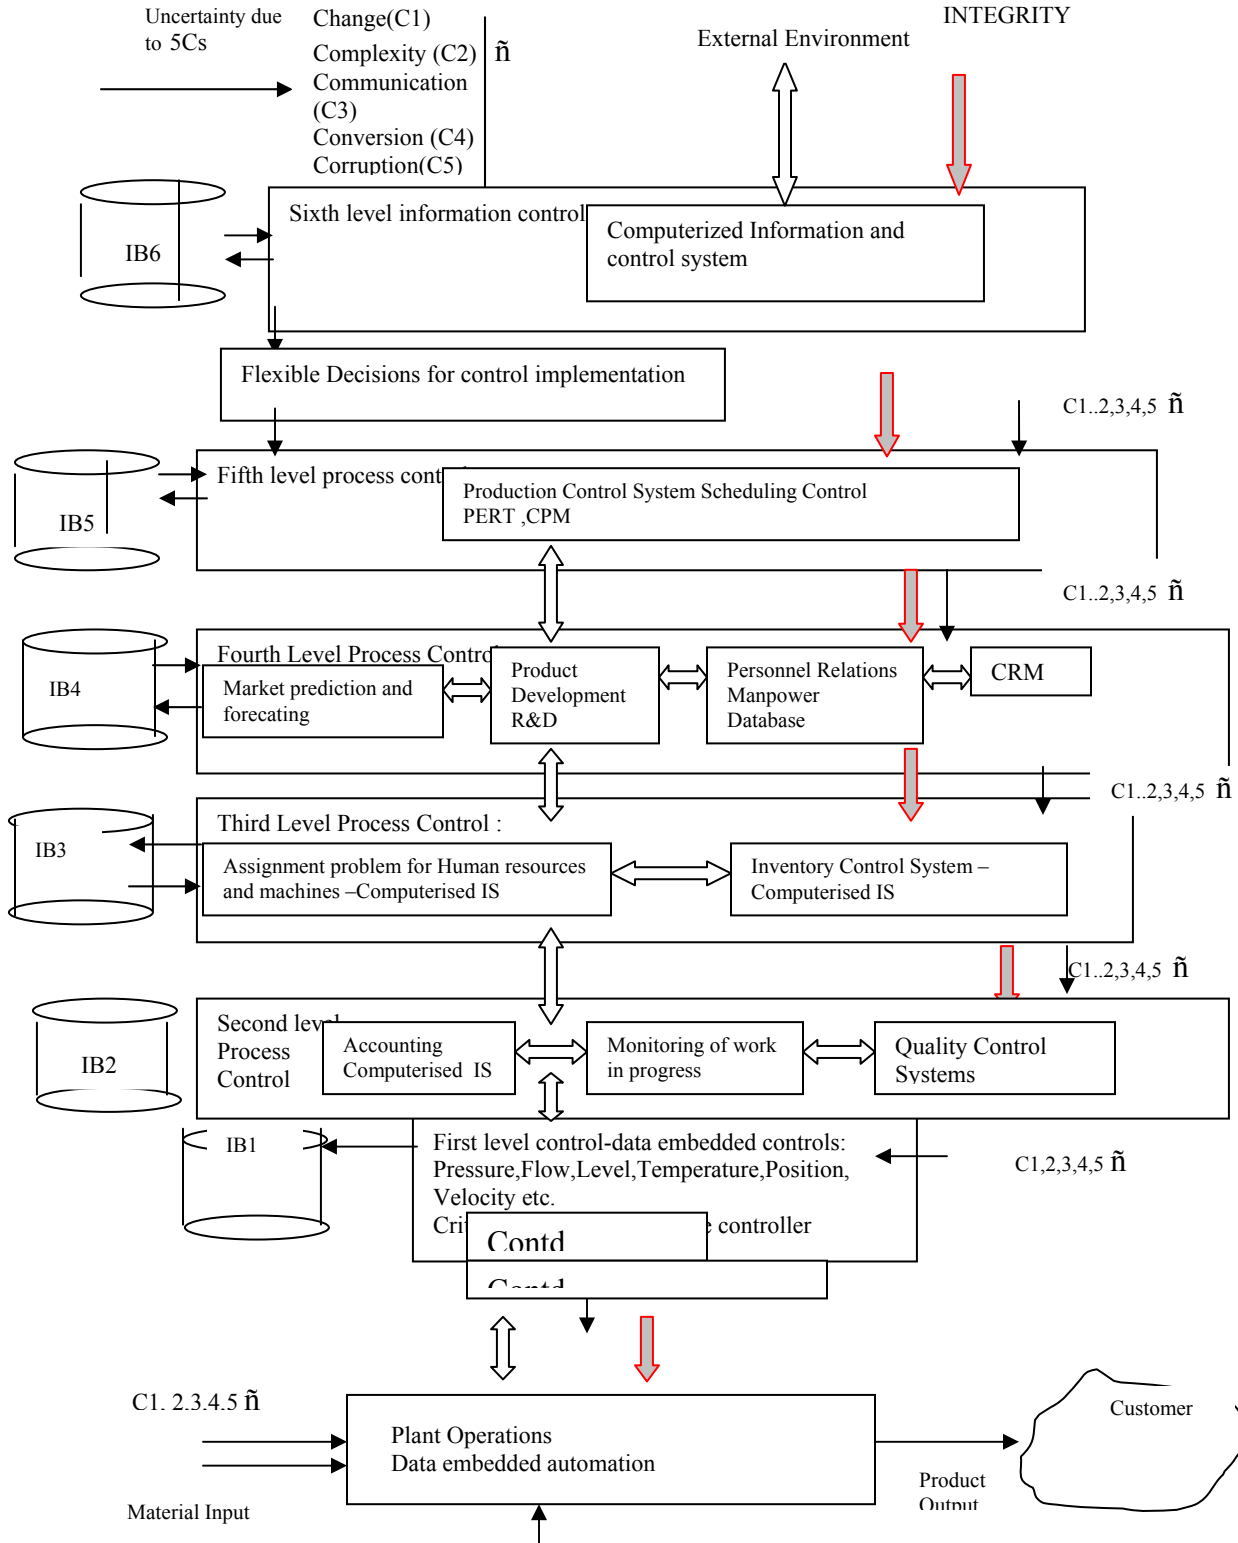 Uncertainty due
to 5Cs
Change(C1)
Complexity (C2)
Communication
(C3)
Conversion (C4)
Corruption(C5)
ñ
External Environment
INTEGRITY
IB6
Sixth level information control
Computerized Information and
control system
Flexible Decisions for control implementation
C1..2,3,4,5 ñ
IB5
Fifth level process cont
Production Control System Scheduling Control
PERT ,CPM
C1..2,3,4,5 ñ
IB4
Fourth Level Process Control
Market prediction and
forecating
Product
Development
R&D
Personnel Relations
Manpower
Database
CRM
C1..2,3,4,5 ñ
IB3
Third Level Process Control :
Assignment problem for Human resources
and machines –Computerised IS
Inventory Control System –
Computerised IS
C1..2,3,4,5 ñ
IB2
Second level
Process
Control
Accounting
Computerised IS
Monitoring of work
in progress
Quality Control
Systems
IB1
First level control-data embedded controls:
Pressure,Flow,Level,Temperature,Position,
Velocity etc.
controller
C1,2,3,4,5 ñ
Contd
Contd
C1, 2,3,4,5 ñ
Plant Operations
Data embedded automation
Material Input
Product
Output
Customer